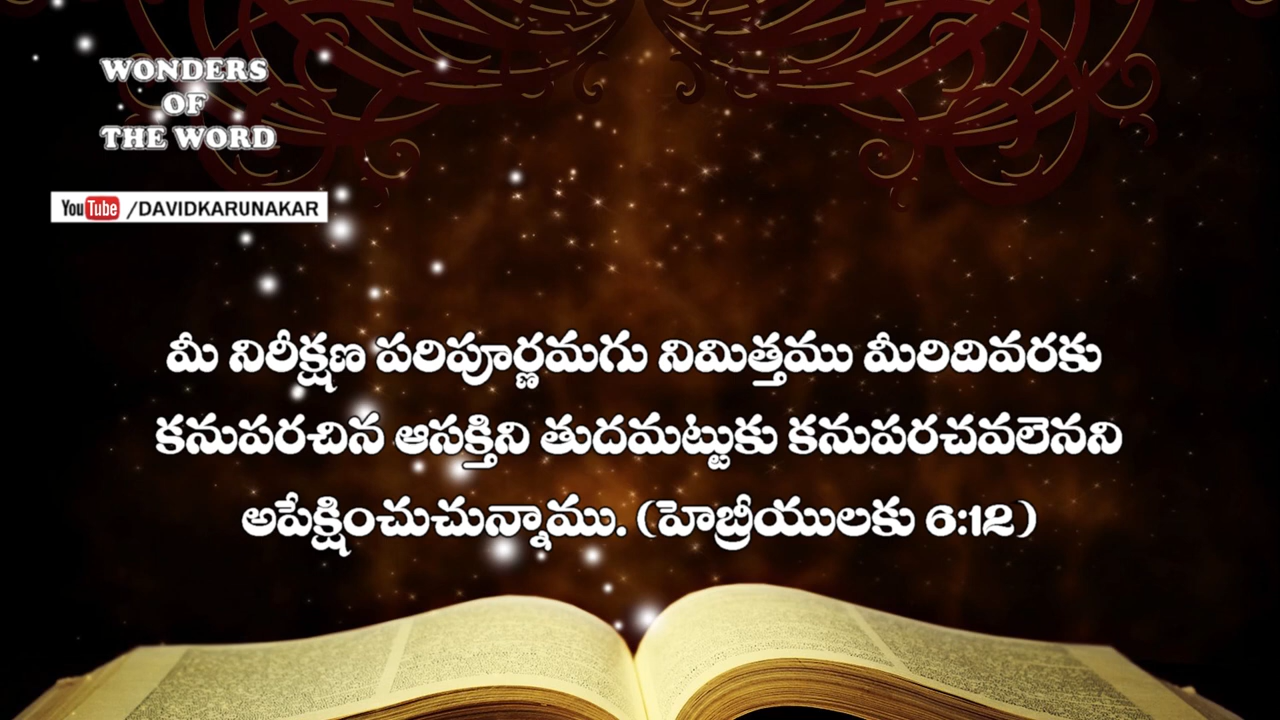 WONDERS
OF
THE WORD
YouTube /DAVIDKARUNAKAR
మీ నిరీక్షణ పరిపూర్ణమగు నిమిత్తము మీరిదివరకు
కనుపరచిన ఆసక్తిని తుదమట్టుకు కనుపరచవలెనని
అపేక్షించుచున్నాము. (హెబ్రీయులకు 6:12)